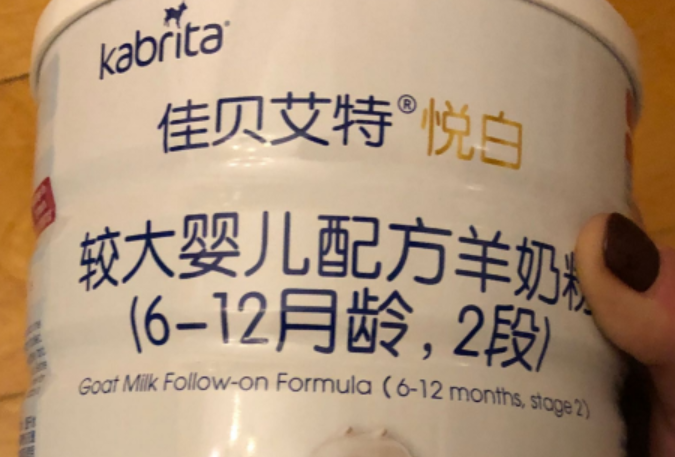 kabrita
佳贝艾特® 悦白
较大婴儿配方羊奶粉
(6-12月龄, 2段)
Goat Milk Follow-on Formula ( 6-12 months, stage 2)